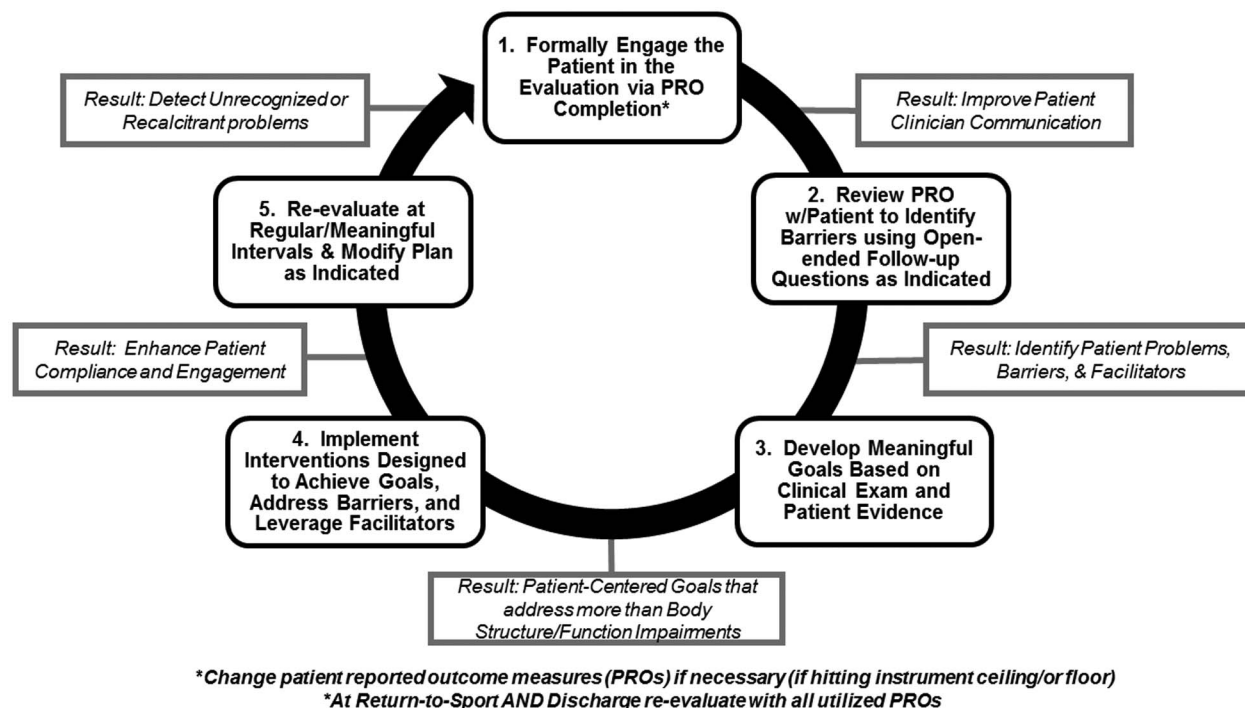 1. Formally Engage the
Patient in the
Evaluation via PRO
Completion*
Result: Improve Patient
Clinician Communication
2. Review PRO
w/Patient to Identify
Barriers using Open-
ended Follow-up
Questions as Indicated
Result: Identify Patient Problems,
Barriers, & Facilitators
3. Develop Meaningful
Goals Based on
Clinical Exam and
Patient Evidence
Result: Patient-Centered Goals that
address more than Body
Structure/Function Impairments
4. Implement
Interventions Designed
to Achieve Goals,
Address Barriers, and
Leverage Facilitators
Result: Enhance Patient
Compliance and Engagement
5. Re-evaluate at
Regular/Meaningful
Intervals & Modify Plan
as Indicated
Result: Detect Unrecognized or
Recalcitrant problems
*Change patient reported outcome measures (PROs) if necessary (if hitting instrument ceiling/or floor)
*At Return-to-Sport AND Discharge re-evaluate with all utilized PROs